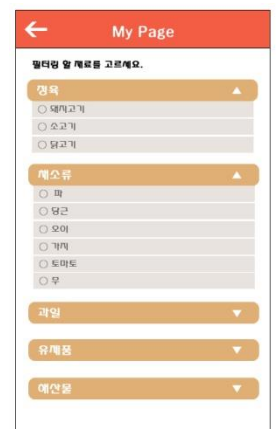 My Page
필터링 할 재료를 고르세요.
정육
돼지고기
소고기
닭고기
채소류
파
당근
오이
가지
토마토
무
과일
유제품
해산물